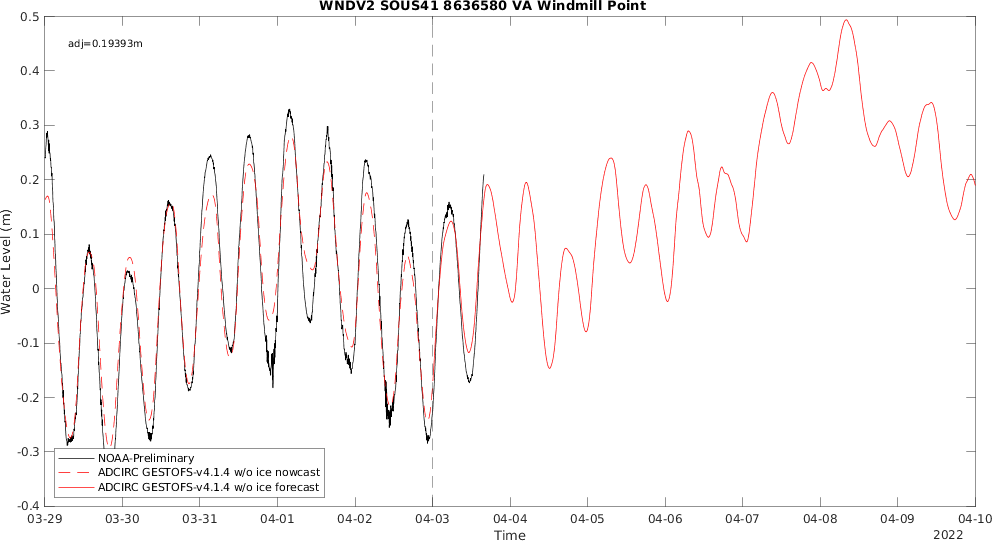 WNDV2 SOUS41 8636580 VA Windmill Point
adj=0.19393m
0.5
0.4
0.3
0.2
0.1
0
-0.1
-0.2
-0.3
-0.4
Water Level (m)
NOAA-Preliminary
ADCIRC GESTOFS-v4.1.4 w/o ice nowcast
ADCIRC GESTOFS-v4.1.4 w/o ice forecast
03-29 03-30 03-31 04-01 04-02 04-03 04-04 04-05 04-06 04-07 04-08 04-09 04-10
Time
2022